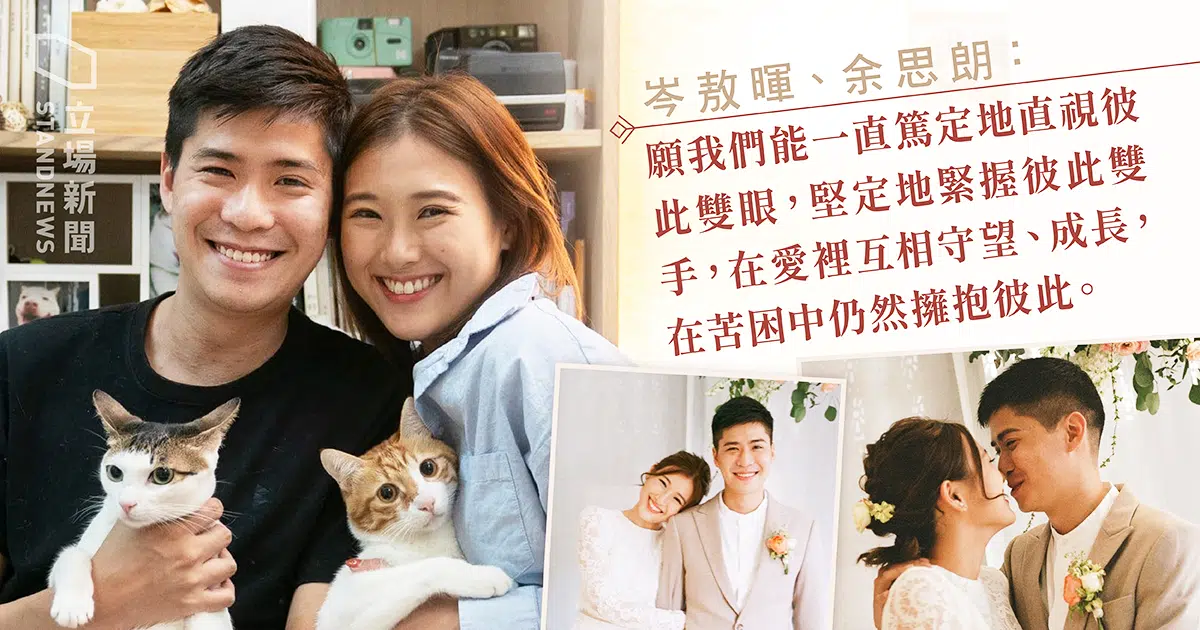 立場新聞
STANDNEWS
岑敖暉、余思朗：
願我們能一直篤定地直視彼
此雙眼，堅定地緊握彼此雙
手，在愛裡互相守望、成長，
在苦困中仍然擁抱彼此。